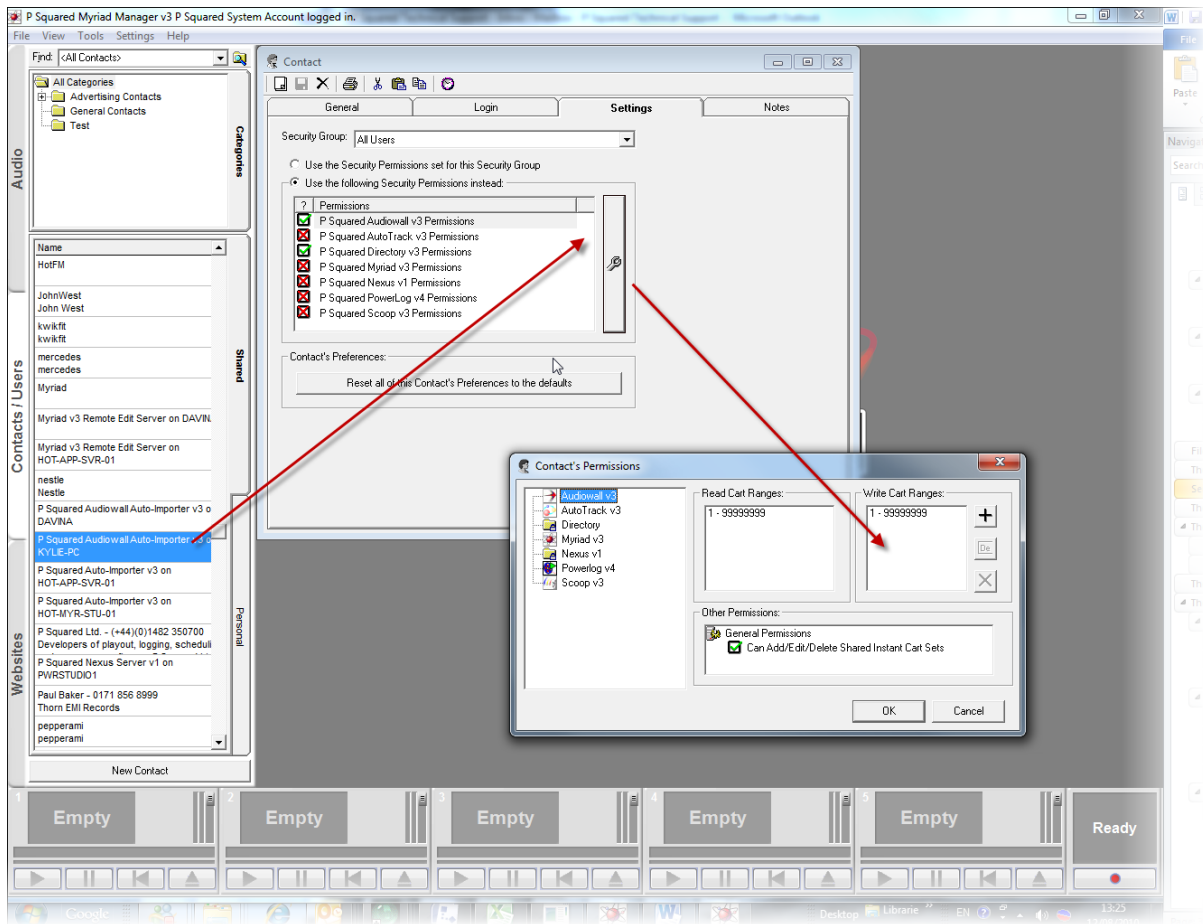 P Squared Myriad Manager v3 P Squared System Account logged in.
File View Tools Settings Help
Find: <All Contacts>
All Categories
Advertising Contacts
General Contacts
Test
Categories
Audio
Contacts / Users
Websites
Shared
Personal
Name
HotFM
JohnWest
John West
kwikfit
kwikfit
mercedes
mercedes
Myriad
Myriad v3 Remote Edit Server on DAVIN
Myriad v3 Remote Edit Server on
HOT-APP-SVR-01
nestle
Nestle
P Squared Audiowall Auto-Importer v3 o
DAVINA
P Squared Audiowall Auto-Importer v3 o
KYLIE-PC
P Squared Auto-Importer v3 on
HOT-APP-SVR-01
P Squared Auto-Importer v3 on
HOT-MYR-STU-01
P Squared Ltd. - (+44)(0)1482 350700
Developers of playout, logging, scheduli
P Squared Nexus Server v1 on
PWRSTUDIO1
Paul Baker - 0171 856 8999
Thorn EMI Records
pepperami
pepperami
New Contact
Contact
General Login Settings Notes
Security Group: All Users
Use the Security Permissions set for this Security Group
Use the following Security Permissions instead:
? Permissions
P Squared Audiowall v3 Permissions
P Squared AutoTrack v3 Permissions
P Squared Directory v3 Permissions
P Squared Myriad v3 Permissions
P Squared Nexus v1 Permissions
P Squared PowerLog v4 Permissions
P Squared Scoop v3 Permissions
Contact's Preferences:
Reset all of this Contact's Preferences to the defaults
Contact's Permissions
Audiowall v3
AutoTrack v3
Directory
Myriad v3
Nexus v1
Powerlog v4
Scoop v3
Read Cart Ranges:
1 - 99999999
Write Cart Ranges:
1 - 99999999
De
Other Permissions:
General Permissions
Can Add/Edit/Delete Shared Instant Cart Sets
OK Cancel
1 Empty
2 Empty
3 Empty
4 Empty
5 Empty
Ready
File
Paste
Naviga
Search
Google
Desktop
Librarie
EN
13:25